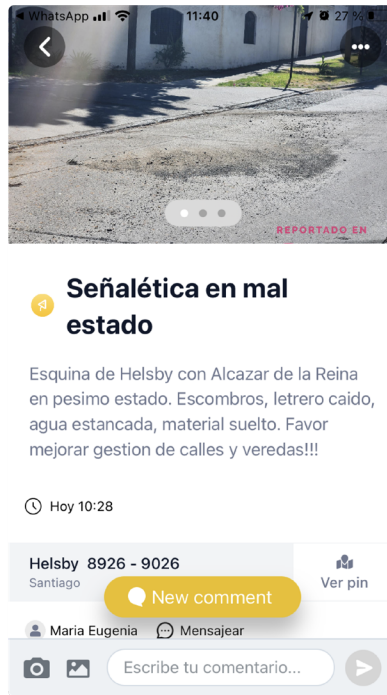 WhatsApp 11:40 27 %
REPORTADO EN
Señalética en mal
estado
Esquina de Helsby con Alcazar de la Reina
en pesimo estado. Escombros, letrero caido,
agua estancada, material suelto. Favor
mejorar gestion de calles y veredas!!!
Hoy 10:28
Helsby 8926 - 9026
Santiago
Ver pin
New comment
Maria Eugenia Mensajear
Escribe tu comentario...